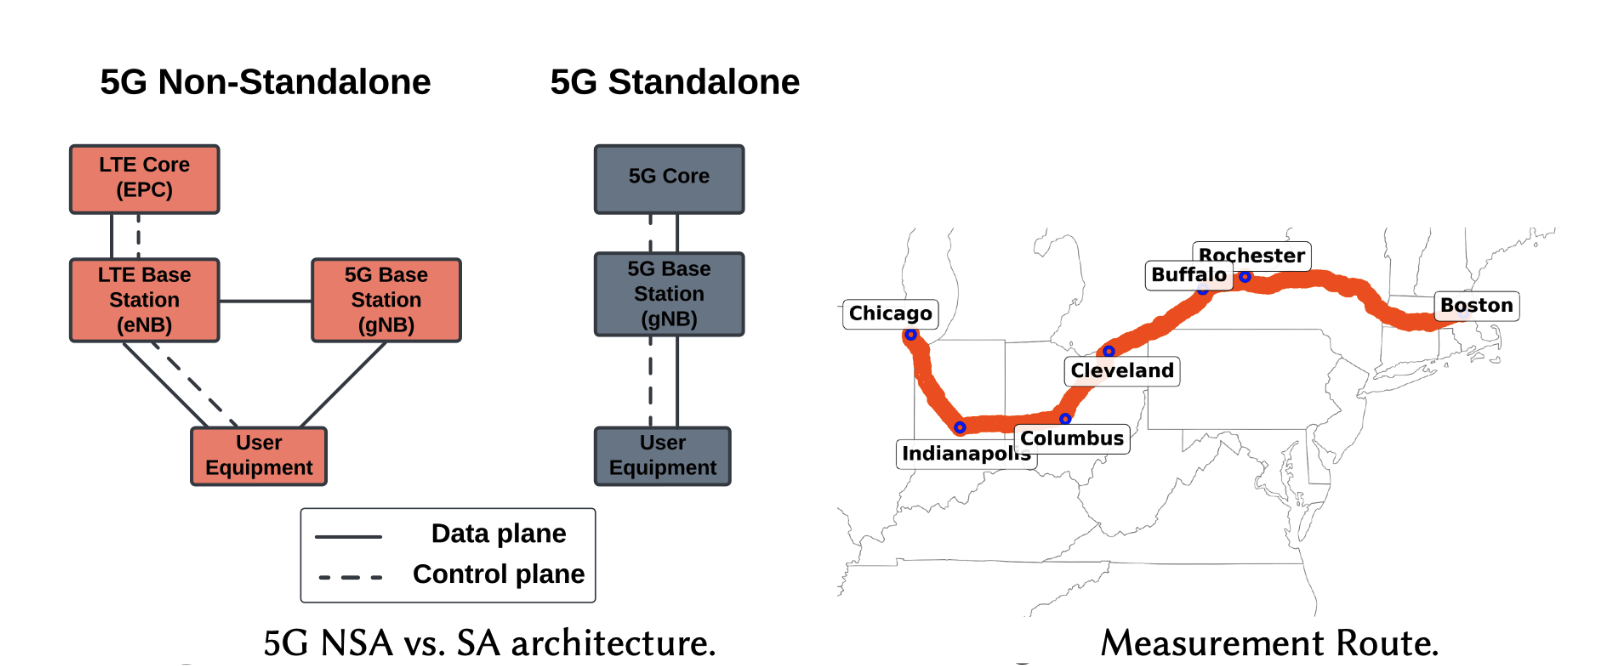 5G Non-Standalone
5G Standalone
LTE Core
(EPC)
LTE Base
Station
(eNB)
5G Base
Station
(gNB)
User
Equipment
5G Core
5G Base
Station
(gNB)
User
Equipment
Data plane
Control plane
5G NSA vs. SA architecture.
Rochester
Buffalo
Chicago
Boston
Cleveland
Columbus
Indianapolis
Measurement Route.